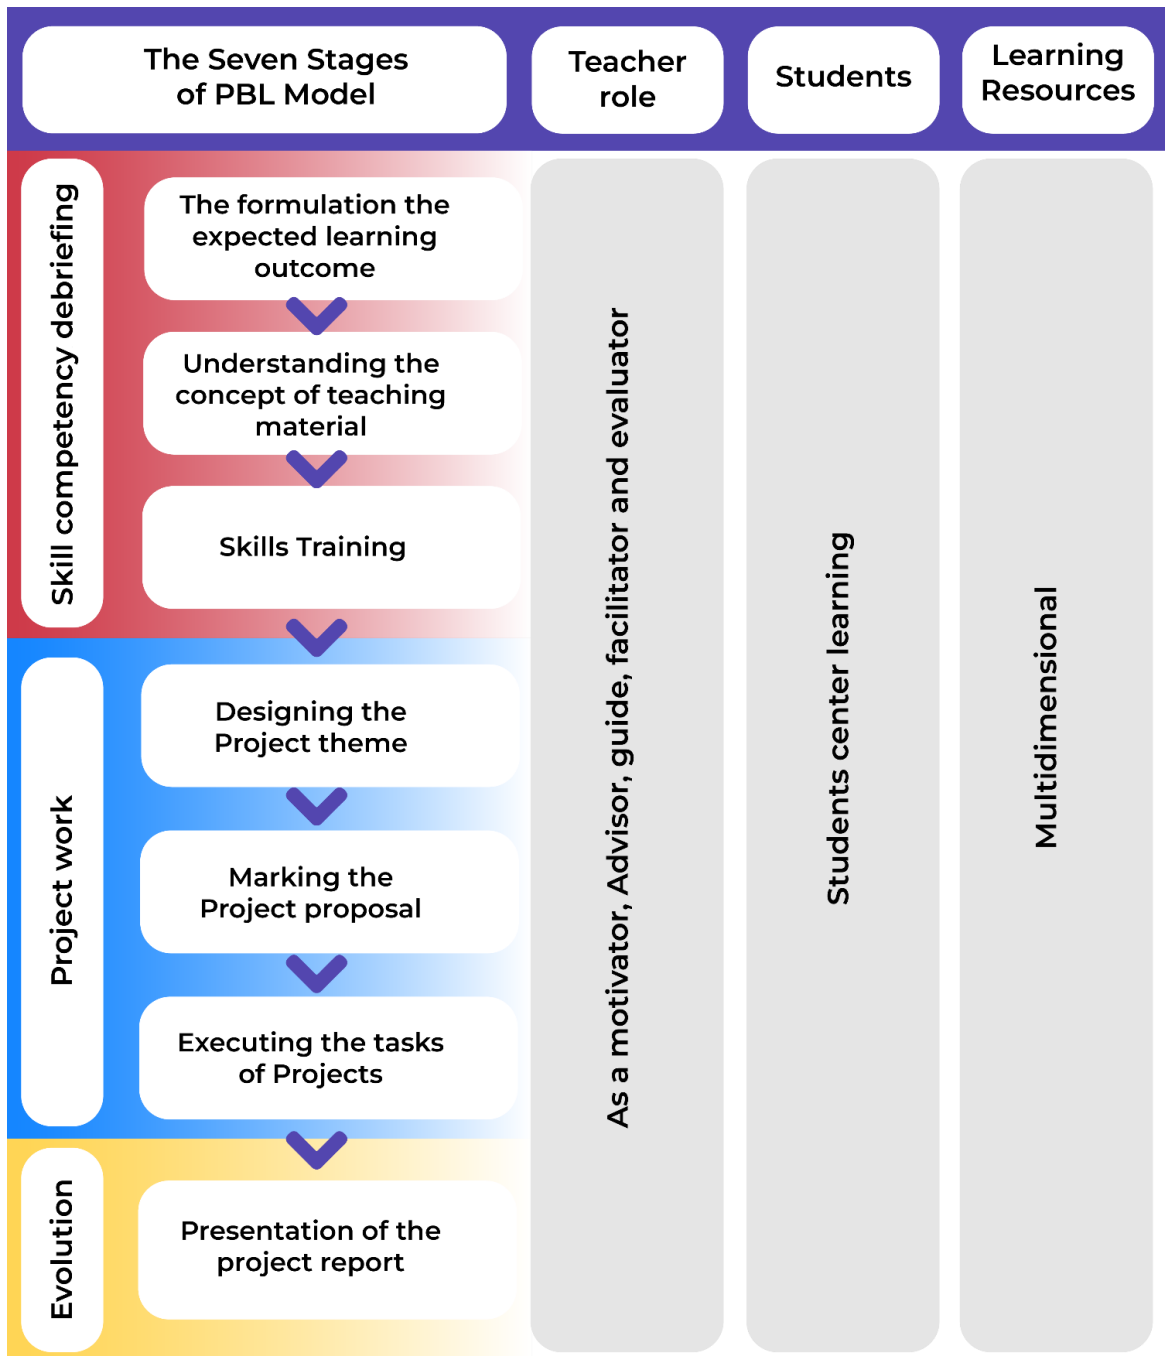 The Seven Stages
of PBL Model
Teacher
role
Students
Learning
Resources
Skill competency debriefing
The formulation the
expected learning
outcome
Understanding the
concept of teaching
material
Skills Training
Project work
Designing the
Project theme
Marking the
Project proposal
Executing the tasks
of Projects
Evolution
Presentation of the
project report
As a motivator, Advisor, guide, facilitator and evaluator
Students center learning
Multidimensional